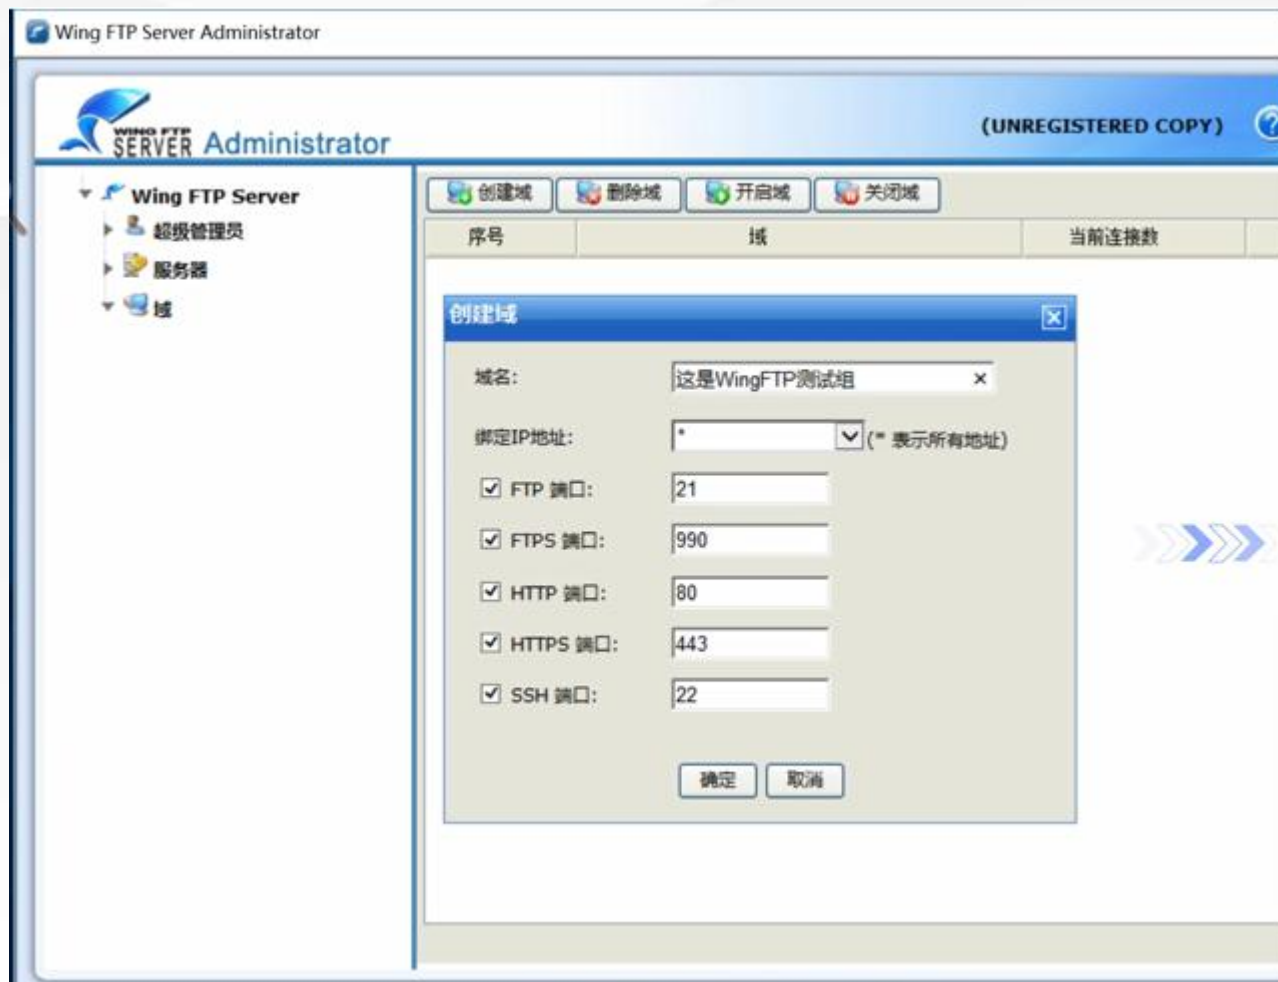 Wing FTP Server Administrator
WING FTP
SERVER Administrator
(UNREGISTERED COPY)
Wing FTP Server
超级管理员
服务器
域
创建域 删除域 开启域 关闭域
序号 域 当前连接数
创建域
域名: 这是WingFTP测试组
绑定IP地址: * (* 表示所有地址)
FTP 端口: 21
FTPS 端口: 990
HTTP 端口: 80
HTTPS 端口: 443
SSH 端口: 22
确定 取消